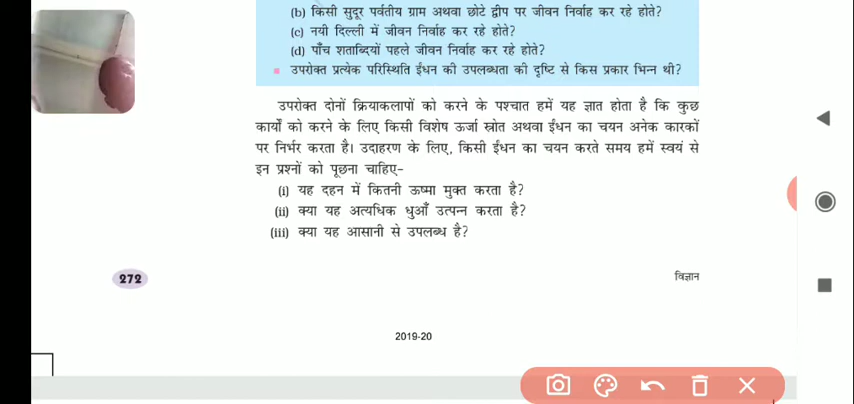 (b) किसी सुदूर पर्वतीय ग्राम अथवा छोटे द्वीप पर जीवन निर्वाह कर रहे होते?
(c) नयी दिल्ली में जीवन निर्वाह कर रहे होते?
(d) पाँच शताब्दियों पहले जीवन निर्वाह कर रहे होते?
उपरोक्त प्रत्येक परिस्थिति ईंधन की उपलब्धता की दृष्टि से किस प्रकार भिन्न थी?
उपरोक्त दोनों क्रियाकलापों को करने के पश्चात हमें यह ज्ञात होता है कि कुछ
कार्यों को करने के लिए किसी विशेष ऊर्जा स्रोत अथवा ईंधन का चयन अनेक कारकों
पर निर्भर करता है। उदाहरण के लिए, किसी ईंधन का चयन करते समय हमें स्वयं से
इन प्रश्नों को पूछना चाहिए–
(i) यह दहन में कितनी ऊष्मा मुक्त करता है?
(ii) क्या यह अत्यधिक धुआँ उत्पन्न करता है?
(iii) क्या यह आसानी से उपलब्ध है?
272
विज्ञान
2019-20